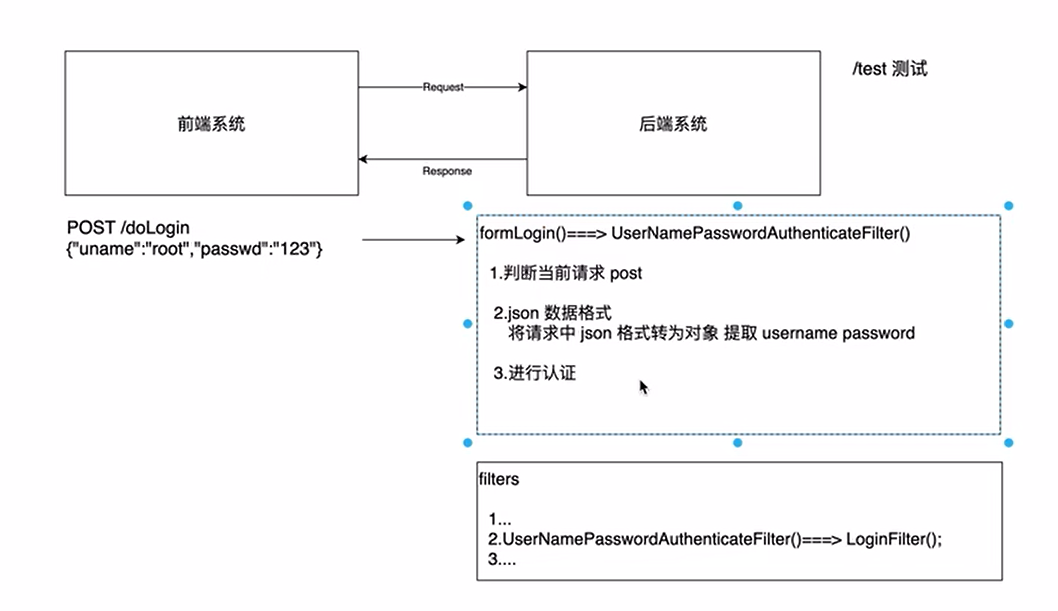 前端系统
Request
Response
后端系统
/test 测试
POST /doLogin
{"uname":"root","passwd":"123"}
formLogin()===> UserNamePasswordAuthenticateFilter()
1.判断当前请求 post
2.json 数据格式
将请求中 json 格式转为对象 提取 username password
3.进行认证
filters
1...
2.UserNamePasswordAuthenticateFilter()===> LoginFilter();
3....